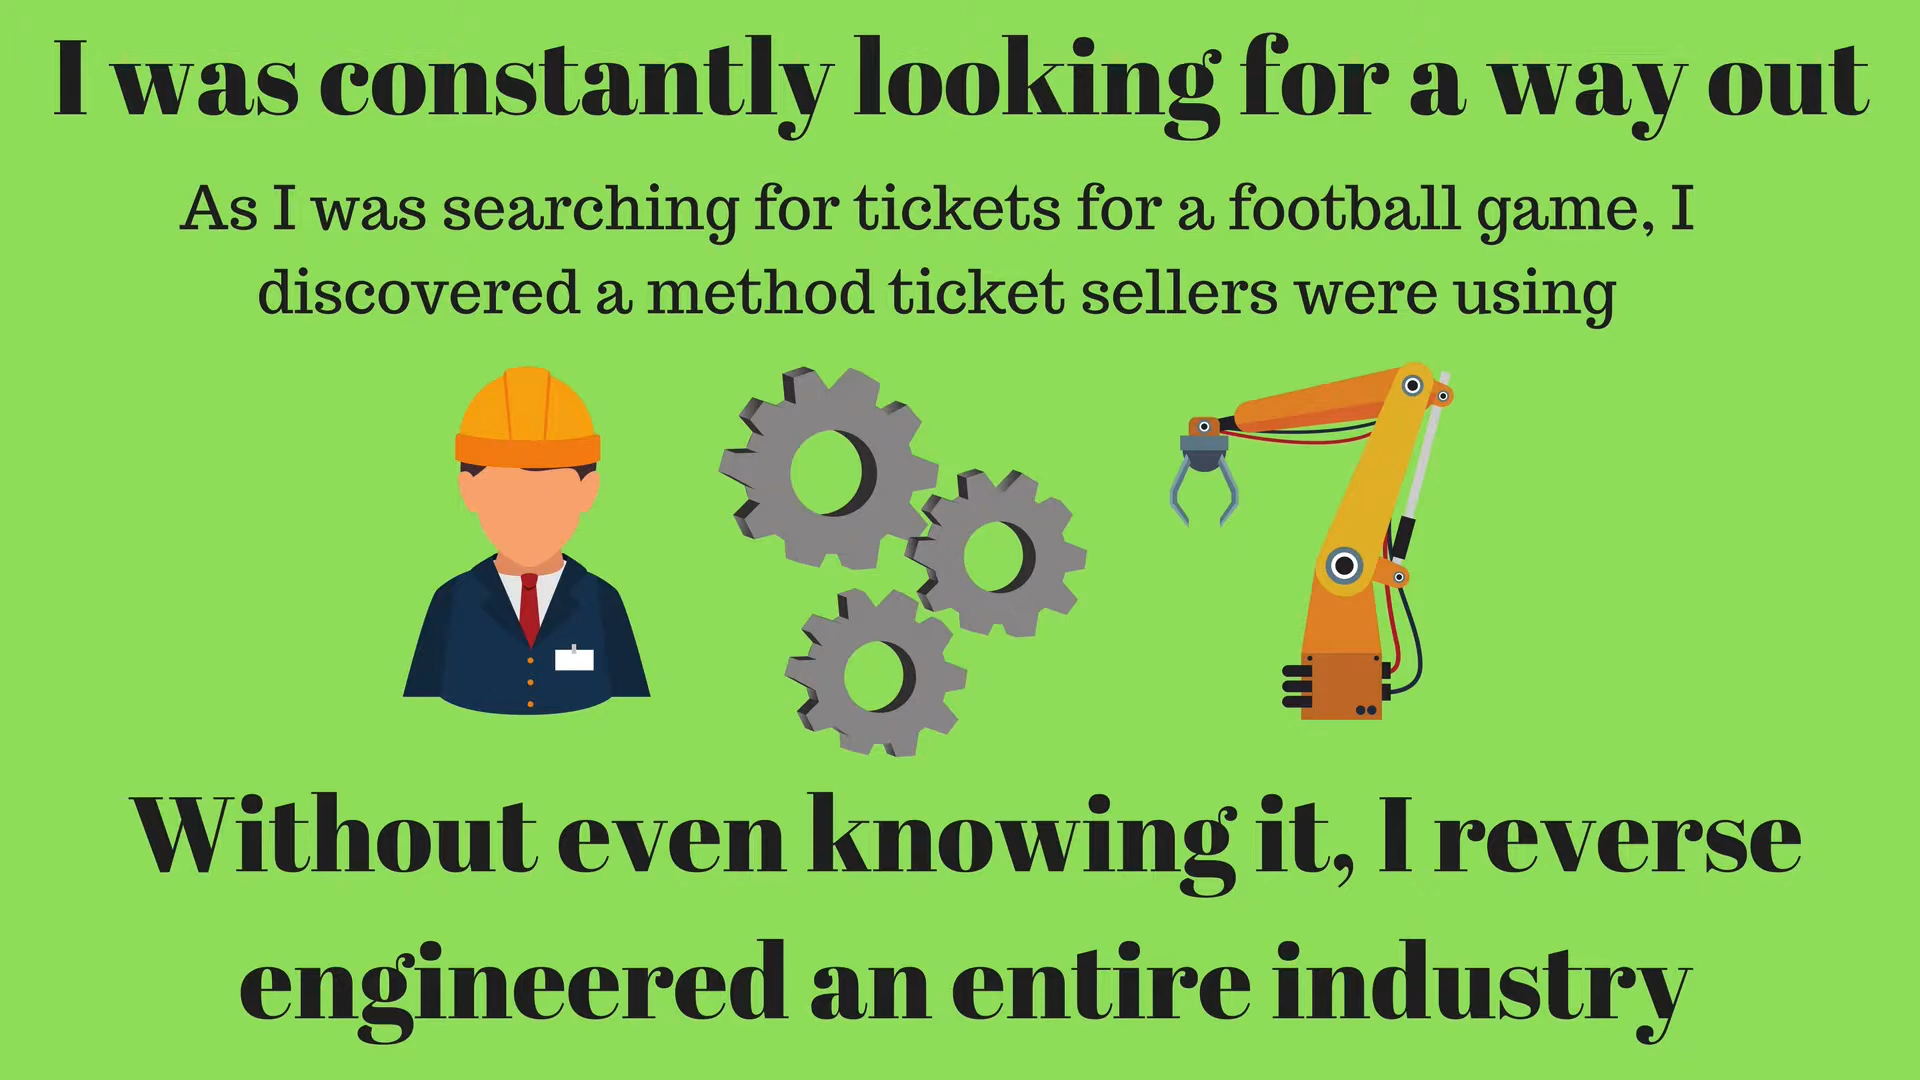 I was constantly looking for a way out
As I was searching for tickets for a football game, I
discovered a method ticket sellers were using
Without even knowing it, I reverse
engineered an entire industry